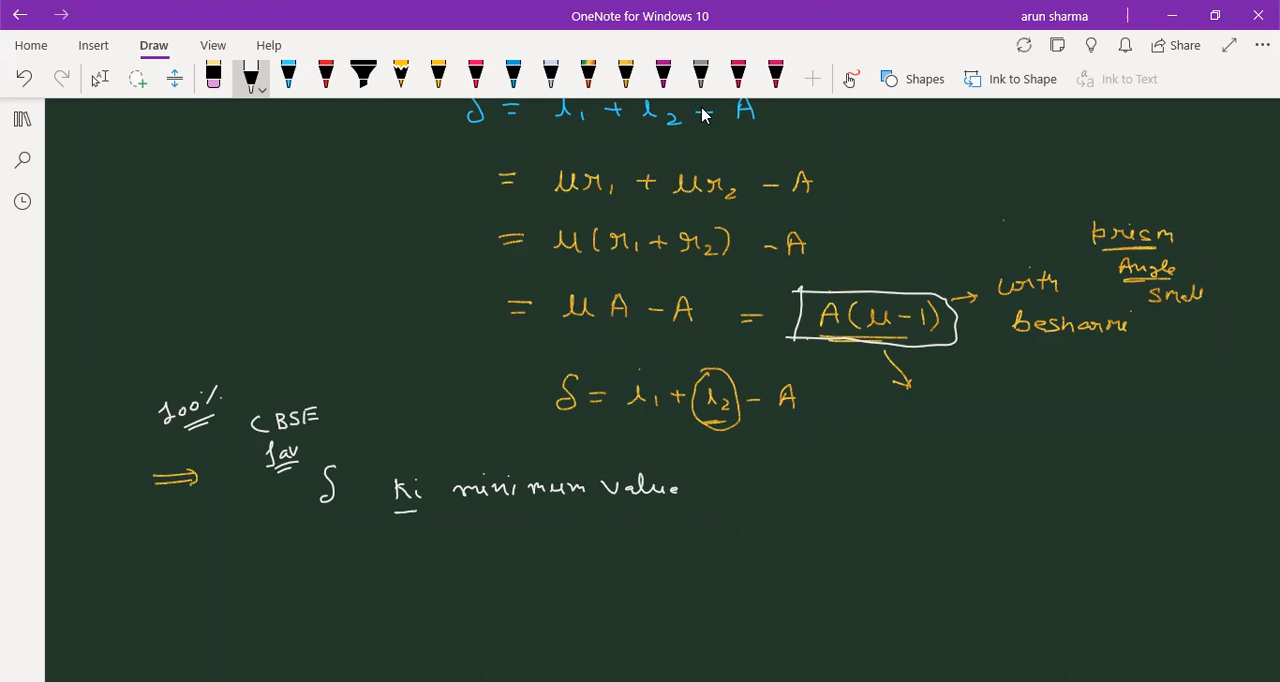 OneNote for Windows 10
arun sharma
Home Insert Draw View Help
Share
Shapes
Ink to Shape
Ink to Text
δ = i₁ + i₂ - A
= μr₁ + μr₂ - A
= μ(r₁ + r₂) - A
= μA - A = A(μ-1)
with
besharmi
prism
Angle
Small
δ = i₁ + i₂ - A
100%
CBSE
fav
⇒ δ ki minimum value